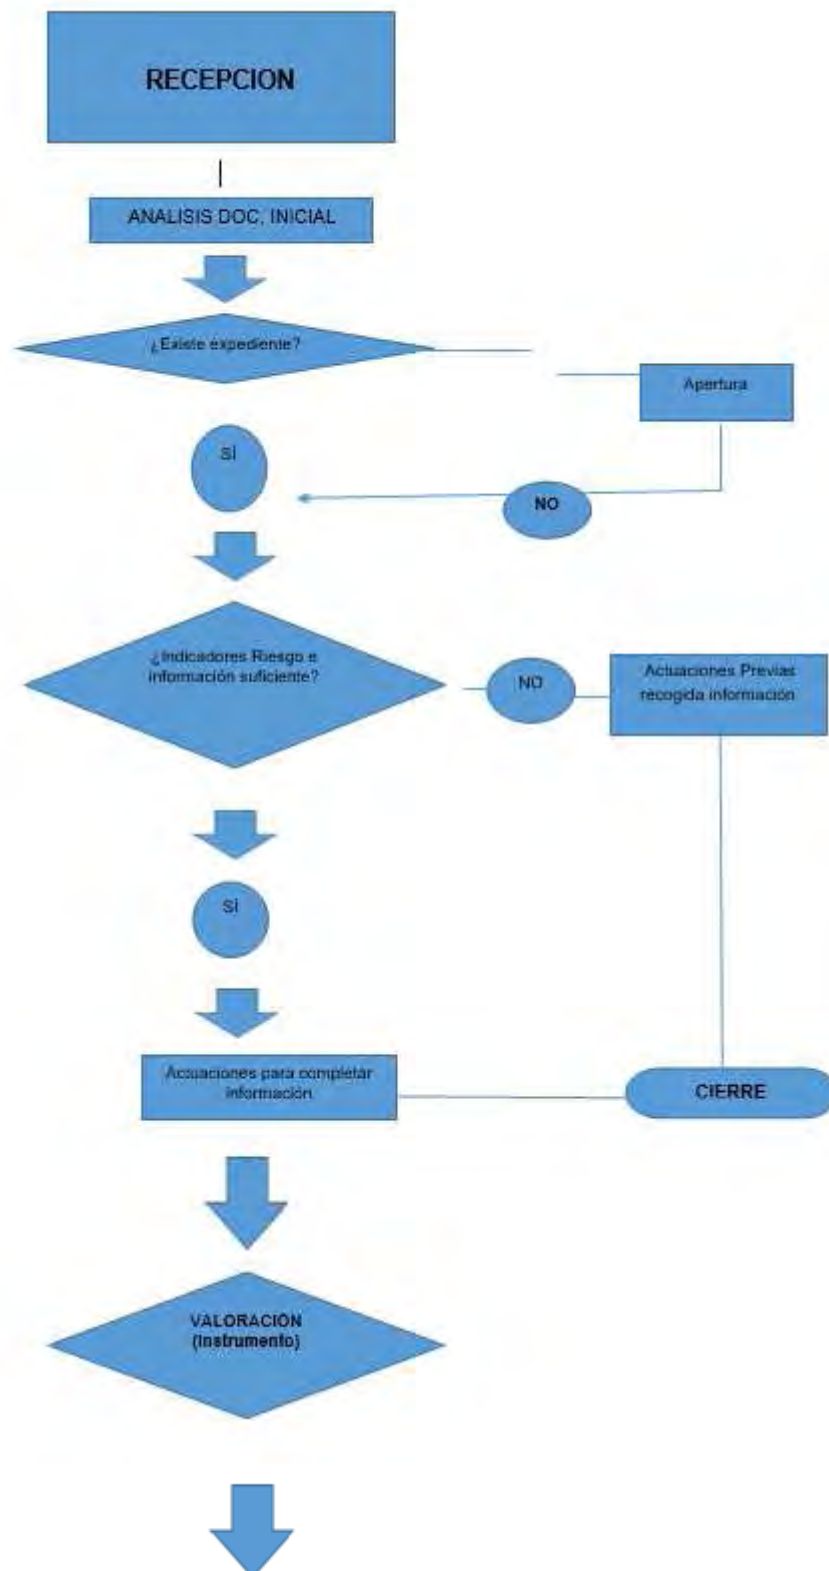 RECEPCION
ANALISIS DOC. INICIAL
¿Existe expediente?
Apertura
SÍ
NO
¿Indicadores Riesgo e
información suficiente?
NO
Actuaciones Previas
recogida información
SÍ
Actuaciones para completar
información
CIERRE
VALORACIÓN
(Instrumento)